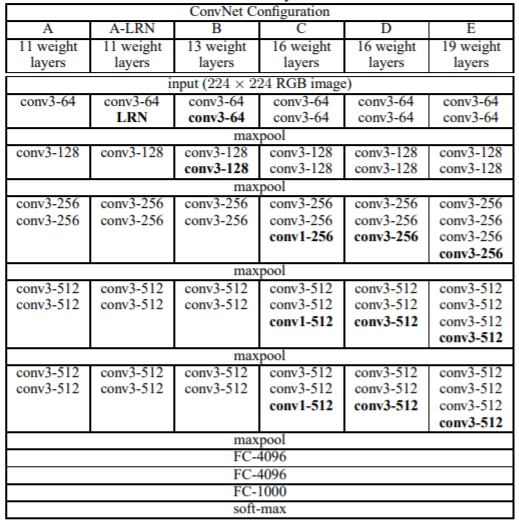 ConvNet Configuration
A A-LRN B C D E
11 weight 11 weight 13 weight 16 weight 16 weight 19 weight
layers layers layers layers layers layers
input (224 × 224 RGB image)
conv3-64 conv3-64 conv3-64 conv3-64 conv3-64 conv3-64
LRN conv3-64 conv3-64 conv3-64 conv3-64
maxpool
conv3-128 conv3-128 conv3-128 conv3-128 conv3-128 conv3-128
conv3-128 conv3-128 conv3-128 conv3-128
maxpool
conv3-256 conv3-256 conv3-256 conv3-256 conv3-256 conv3-256
conv3-256 conv3-256 conv3-256 conv3-256 conv3-256 conv3-256
conv1-256 conv3-256 conv3-256
conv3-256
maxpool
conv3-512 conv3-512 conv3-512 conv3-512 conv3-512 conv3-512
conv3-512 conv3-512 conv3-512 conv3-512 conv3-512 conv3-512
conv1-512 conv3-512 conv3-512
conv3-512
maxpool
conv3-512 conv3-512 conv3-512 conv3-512 conv3-512 conv3-512
conv3-512 conv3-512 conv3-512 conv3-512 conv3-512 conv3-512
conv1-512 conv3-512 conv3-512
conv3-512
maxpool
FC-4096
FC-4096
FC-1000
soft-max